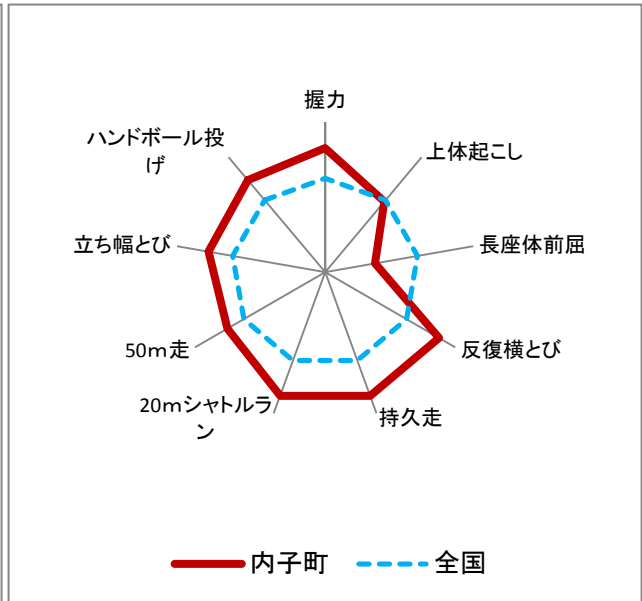 握力
上体起こし
長座体前屈
反復横とび
持久走
20mシャトルラ
ン
50m走
立ち幅とび
ハンドボール投
げ
内子町
全国